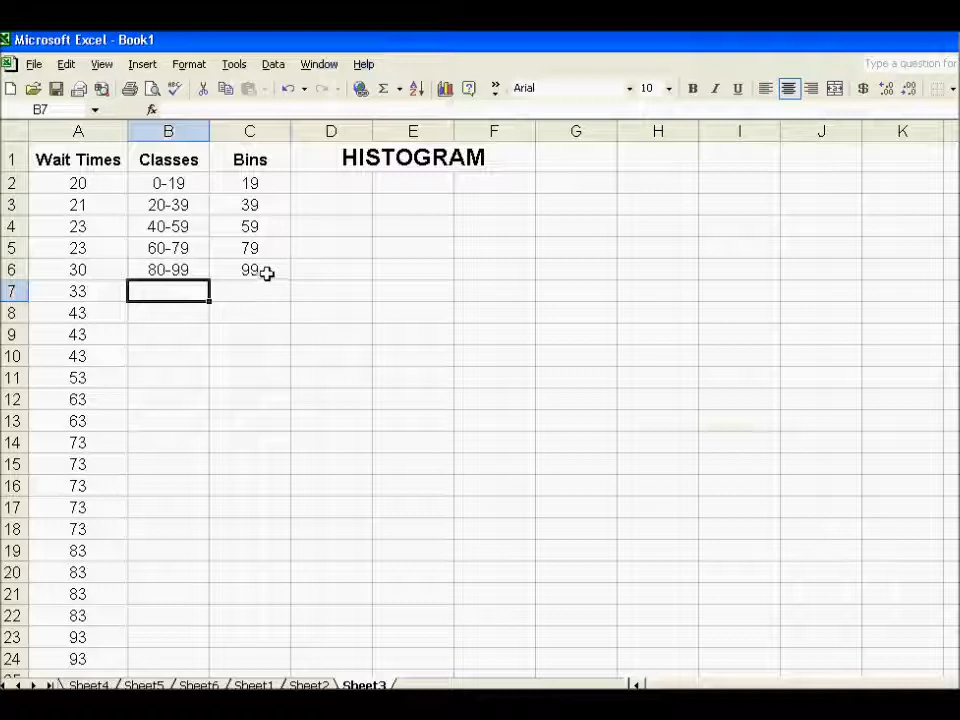 Microsoft Excel - Book1
File Edit View Insert Format Tools Data Window Help Type a question for
Arial 10 B I U $
B7 fx
A B C D E F G H I J K
1 Wait Times Classes Bins HISTOGRAM
2 20 0-19 19
3 21 20-39 39
4 23 40-59 59
5 23 60-79 79
6 30 80-99 99
7 33
8 43
9 43
10 43
11 53
12 63
13 63
14 73
15 73
16 73
17 73
18 73
19 83
20 83
21 83
22 83
23 93
24 93
Sheet4 Sheet5 Sheet6 Sheet1 Sheet2 Sheet3